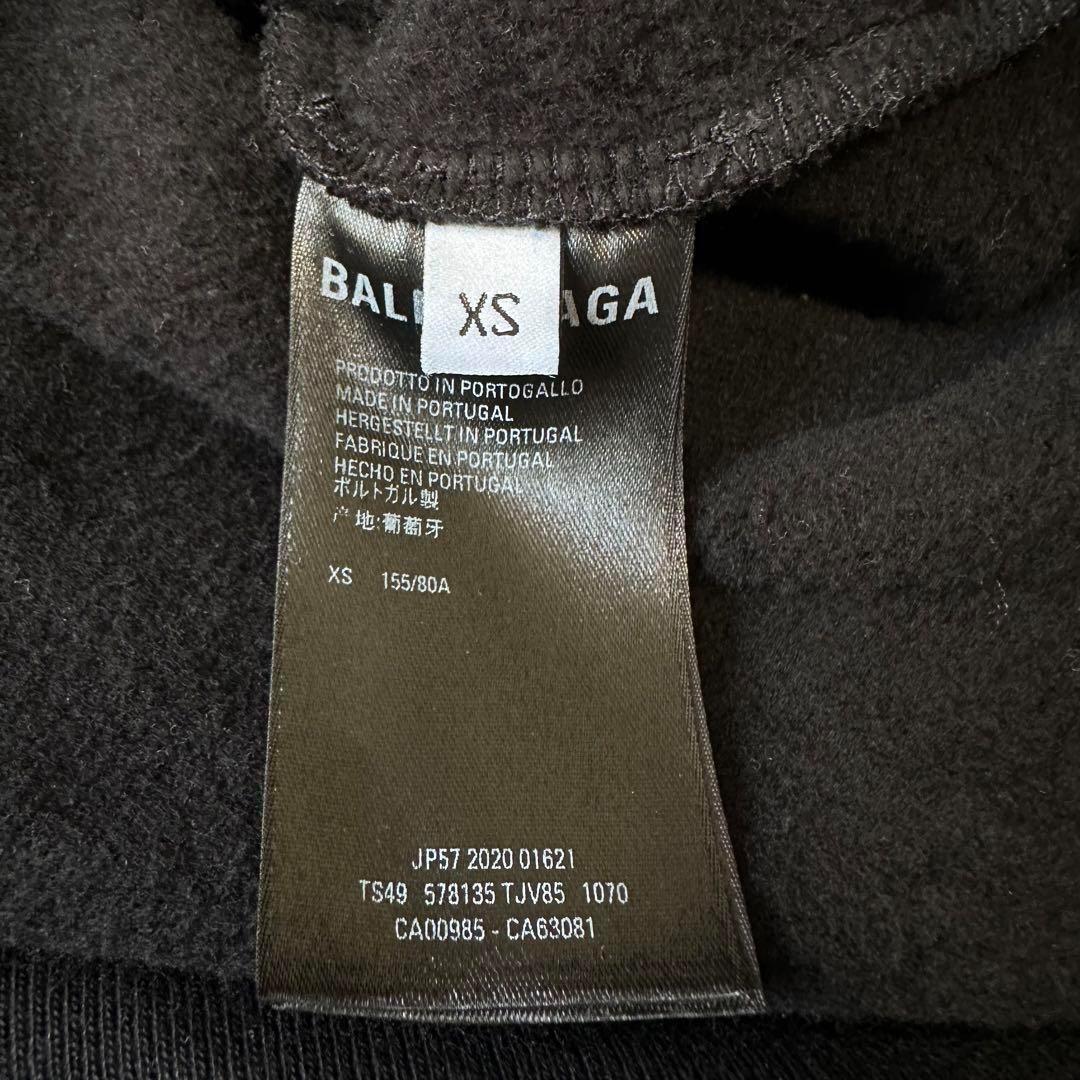 XS
PRODOTTO IN PORTOGALLO
MADE IN PORTUGAL
HERGESTELLT IN PORTUGAL
FABRIQUE EN PORTUGAL
HECHO EN PORTUGAL
ポルトガル製
产地:葡萄牙
XS 155/80A
JP57 2020 01621
TS49 578135 TJV85 1070
CA00985 - CA63081